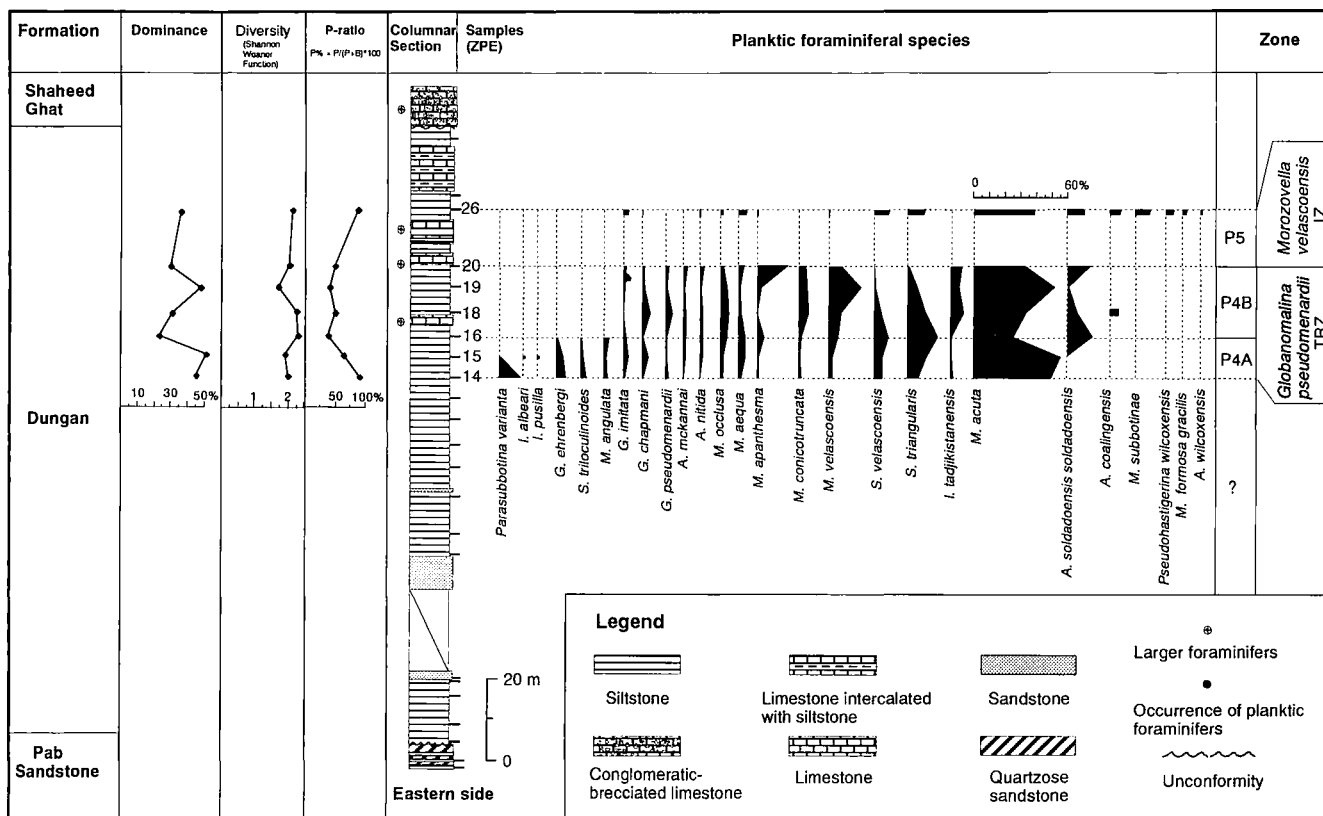 Formation
Dominance
Diversity
(Shannon
Function)
P-ratio
P% = P/(P+B)*100
Columnar
Section
Samples
(ZPE)
Planktic foraminiferal species
Zone
Shaheed
Ghat
Dungan
Pab
Sandstone
10 30 50%
1 2
50 100%
26
20
19
18
16
15
14
0 60%
P5
P4B
P4A
?
Morozovella
velascoensis
IZ
Globanomalina
pseudomenardii
TRZ
Parasubbotina varianta
I. albeari
I. pusilla
G. ehrenbergi
S. triloculinoides
M. angulata
G. imitata
G. chapmani
G. pseudomenardii
A. mckannai
A. nitida
M. occlusa
M. aequa
M. apanthesma
M. conicotruncata
M. velascoensis
S. velascoensis
S. triangularis
I. tadjikistanensis
M. acuta
A. soldadoensis soldadoensis
A. coalingensis
M. subbotinae
Pseudohastigerina wilcoxensis
M. formosa gracilis
A. wilcoxensis
20 m
0
Eastern side
Legend
Siltstone
Limestone intercalated
with siltstone
Sandstone
Larger foraminifers
Occurrence of planktic
foraminifers
Conglomeratic-
brecciated limestone
Limestone
Quartzose
sandstone
Unconformity